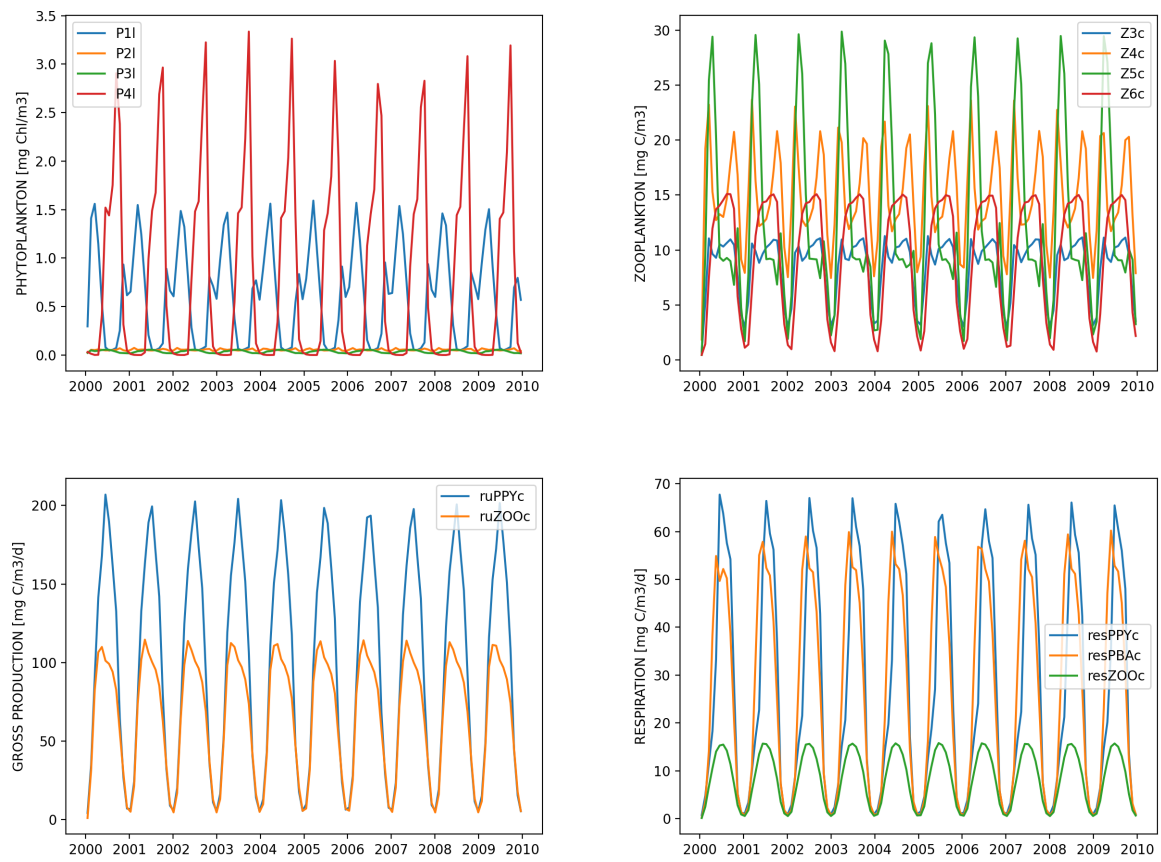 PHYTOPLANKTON [mg Chl/m3]
3.5
3.0
2.5
2.0
1.5
1.0
0.5
0.0
P1l
P2l
P3l
P4l
2000 2001 2002 2003 2004 2005 2006 2007 2008 2009 2010
ZOOPLANKTON [mg C/m3]
30
25
20
15
10
5
0
Z3c
Z4c
Z5c
Z6c
2000 2001 2002 2003 2004 2005 2006 2007 2008 2009 2010
GROSS PRODUCTION [mg C/m3/d]
200
150
100
50
0
ruPPYc
ruZOOc
2000 2001 2002 2003 2004 2005 2006 2007 2008 2009 2010
RESPIRATION [mg C/m3/d]
70
60
50
40
30
20
10
0
resPPYc
resPBAc
resZOOc
2000 2001 2002 2003 2004 2005 2006 2007 2008 2009 2010